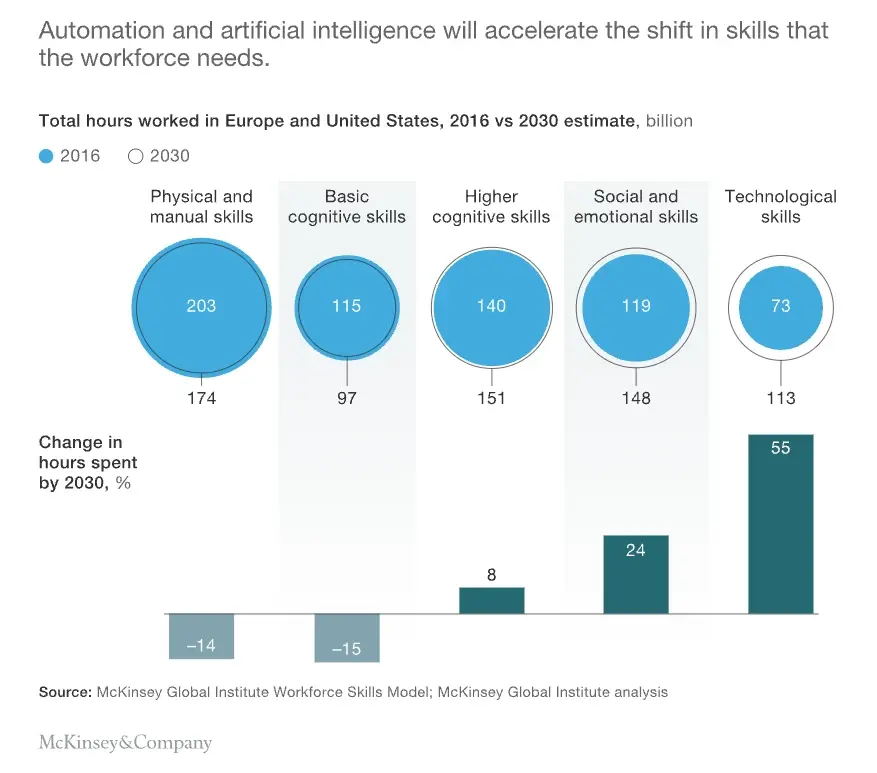 Automation and artificial intelligence will accelerate the shift in skills that
the workforce needs.
Total hours worked in Europe and United States, 2016 vs 2030 estimate, billion
2016 2030
Physical and
manual skills
Basic
cognitive skills
Higher
cognitive skills
Social and
emotional skills
Technological
skills
203 115 140 119 73
174 97 151 148 113
Change in
hours spent
by 2030, %
–14 –15 8 24 55
Source: McKinsey Global Institute Workforce Skills Model; McKinsey Global Institute analysis
McKinsey&Company